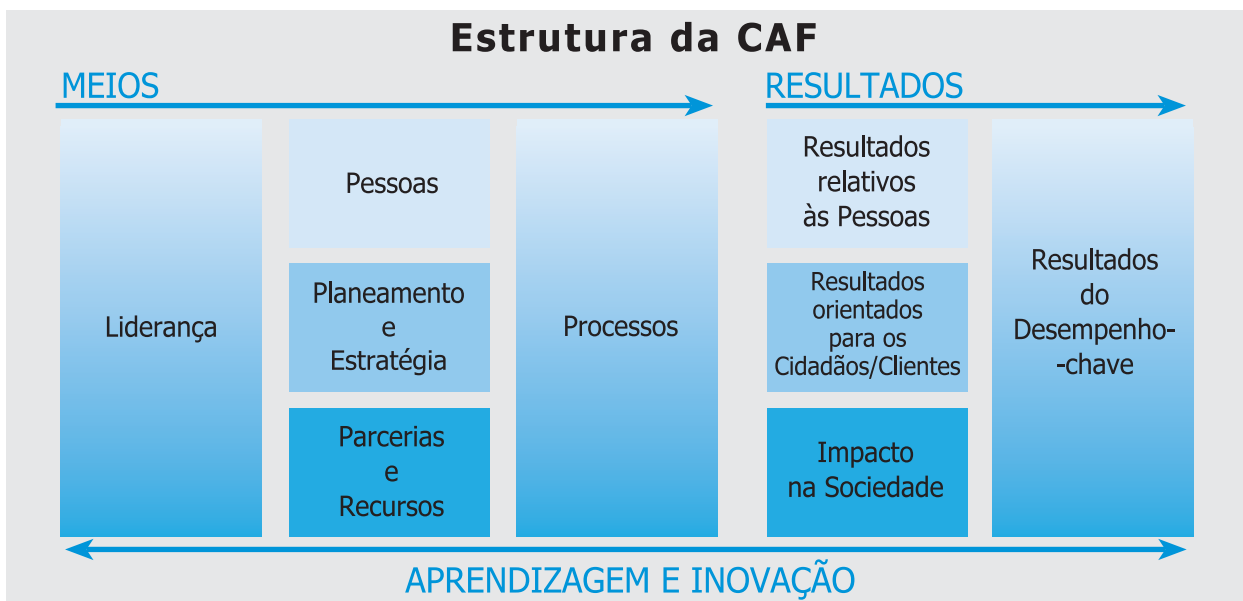 Estrutura da CAF
MEIOS
RESULTADOS
Liderança
Pessoas
Planeamento
e
Estratégia
Parcerias
e
Recursos
Processos
Resultados
relativos
às Pessoas
Resultados
orientados
para os
Cidadãos/Clientes
Impacto
na Sociedade
Resultados
do
Desempenho-
-chave
APRENDIZAGEM E INOVAÇÃO